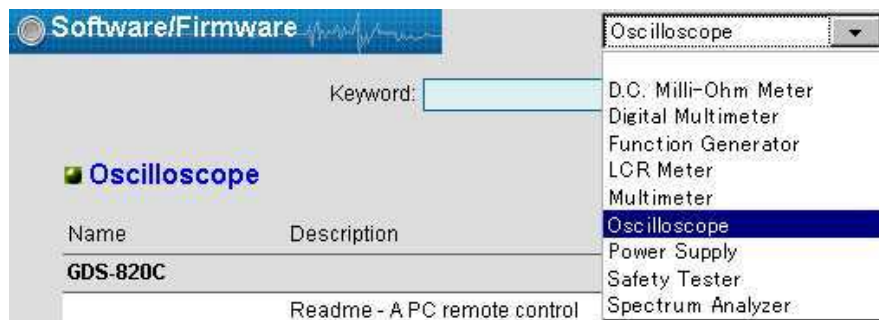 Software/Firmware
Oscilloscope
Keyword:
D.C. Milli-Ohm Meter
Digital Multimeter
Function Generator
LCR Meter
Multimeter
Oscilloscope
Power Supply
Safety Tester
Spectrum Analyzer
Oscilloscope
Name Description
GDS-820C
Readme - A PC remote control